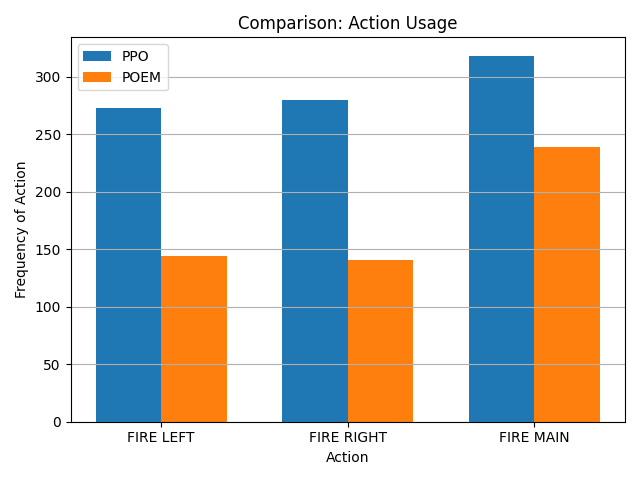 Comparison: Action Usage
PPO
POEM
Frequency of Action
300
250
200
150
100
50
0
FIRE LEFT
FIRE RIGHT
FIRE MAIN
Action